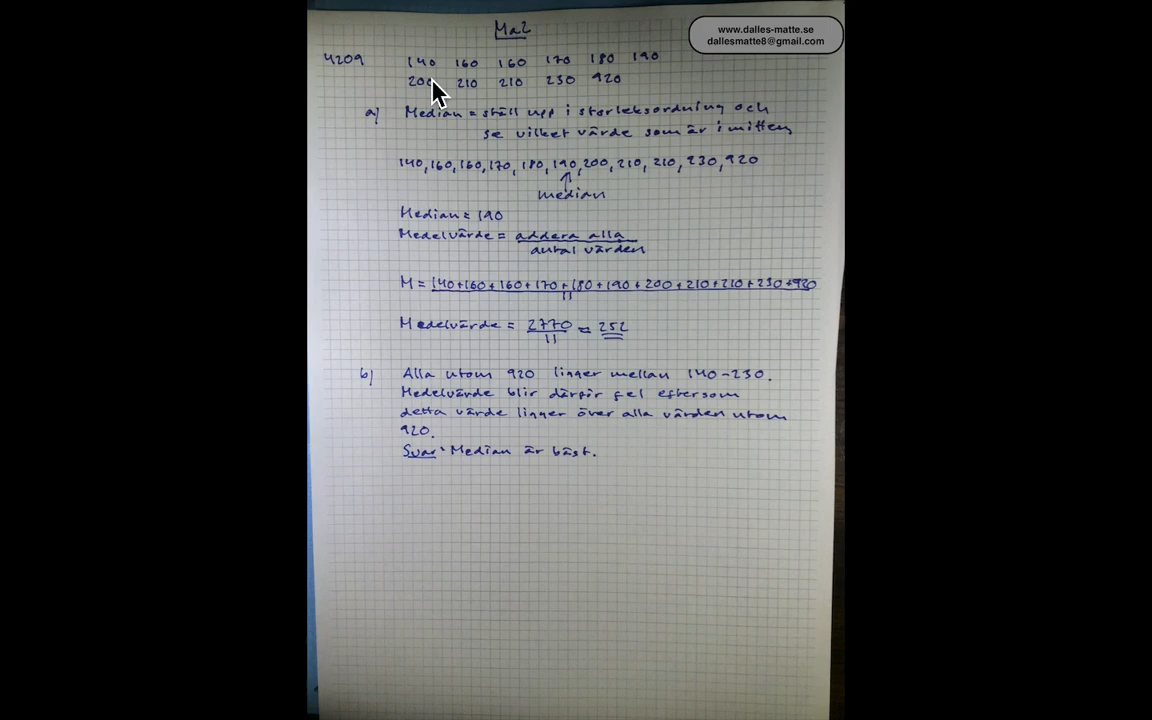 Ma2
www.dalles-matte.se
dallesmatte8@gmail.com
4209 140 160 160 170 180 190
200 210 210 230 920
a) Median = ställ upp i storleksordning och
se vilket värde som är i mitten
140, 160, 160, 170, 180, 190, 200, 210, 210, 230, 920
↑
median
Median = 190
Medelvärde = addera alla
antal värden
M = 140+160+160+170+180+190+200+210+210+230+920
11
Medelvärde = 2770 = 252
11
b) Alla utom 920 linger mellan 140-230.
Medelvärde blir därför fel eftersom
detta värde linger över alla värden utom
920.
Svar: Median är bäst.